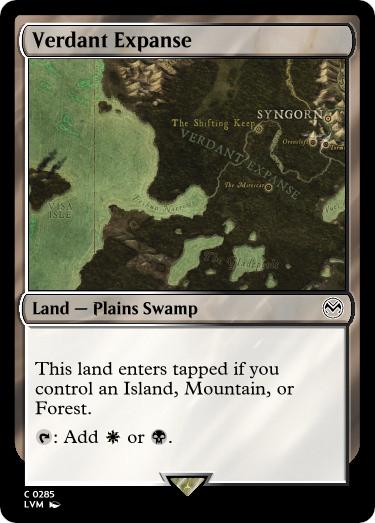 Verdant Expanse
The Shifting Keep
SYNGORN
VERDANT EXPANSE
The Mirescar
VISA
ISLE
Land — Plains Swamp
This land enters tapped if you
control an Island, Mountain, or
Forest.
: Add or .
C 0285
LVM